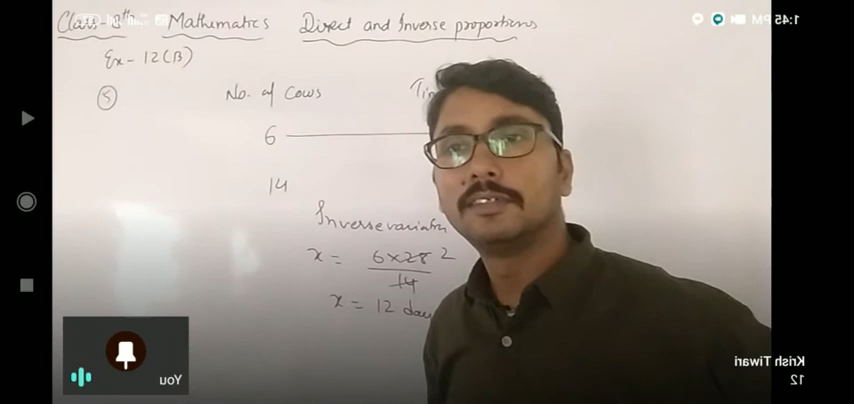 Class - 8th Mathematics Direct and Inverse proportions
1:45 PM
Ex - 12(B)
5 No. of Cows
6
14
Inverse variation
x = 6×28 2
14
x = 12 days
Krish Tiwari
12
You